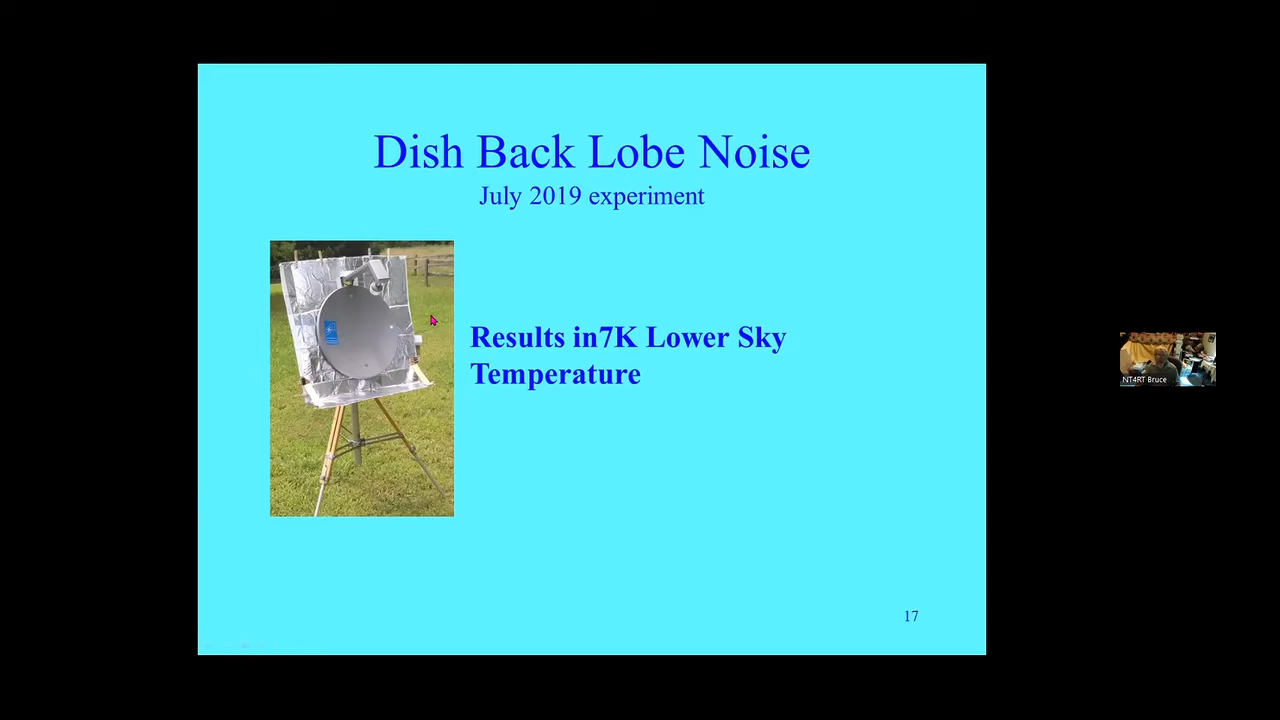 Dish Back Lobe Noise
July 2019 experiment
Results in7K Lower Sky
Temperature
NT4RT Bruce
17